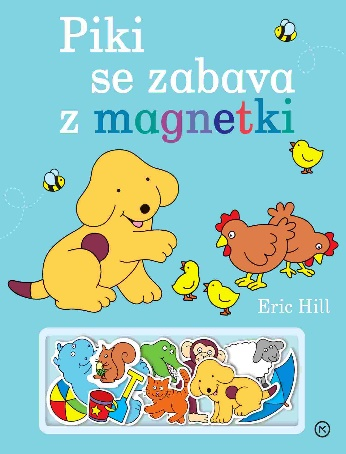 Piki
se zabava
z magnetki
Eric Hill